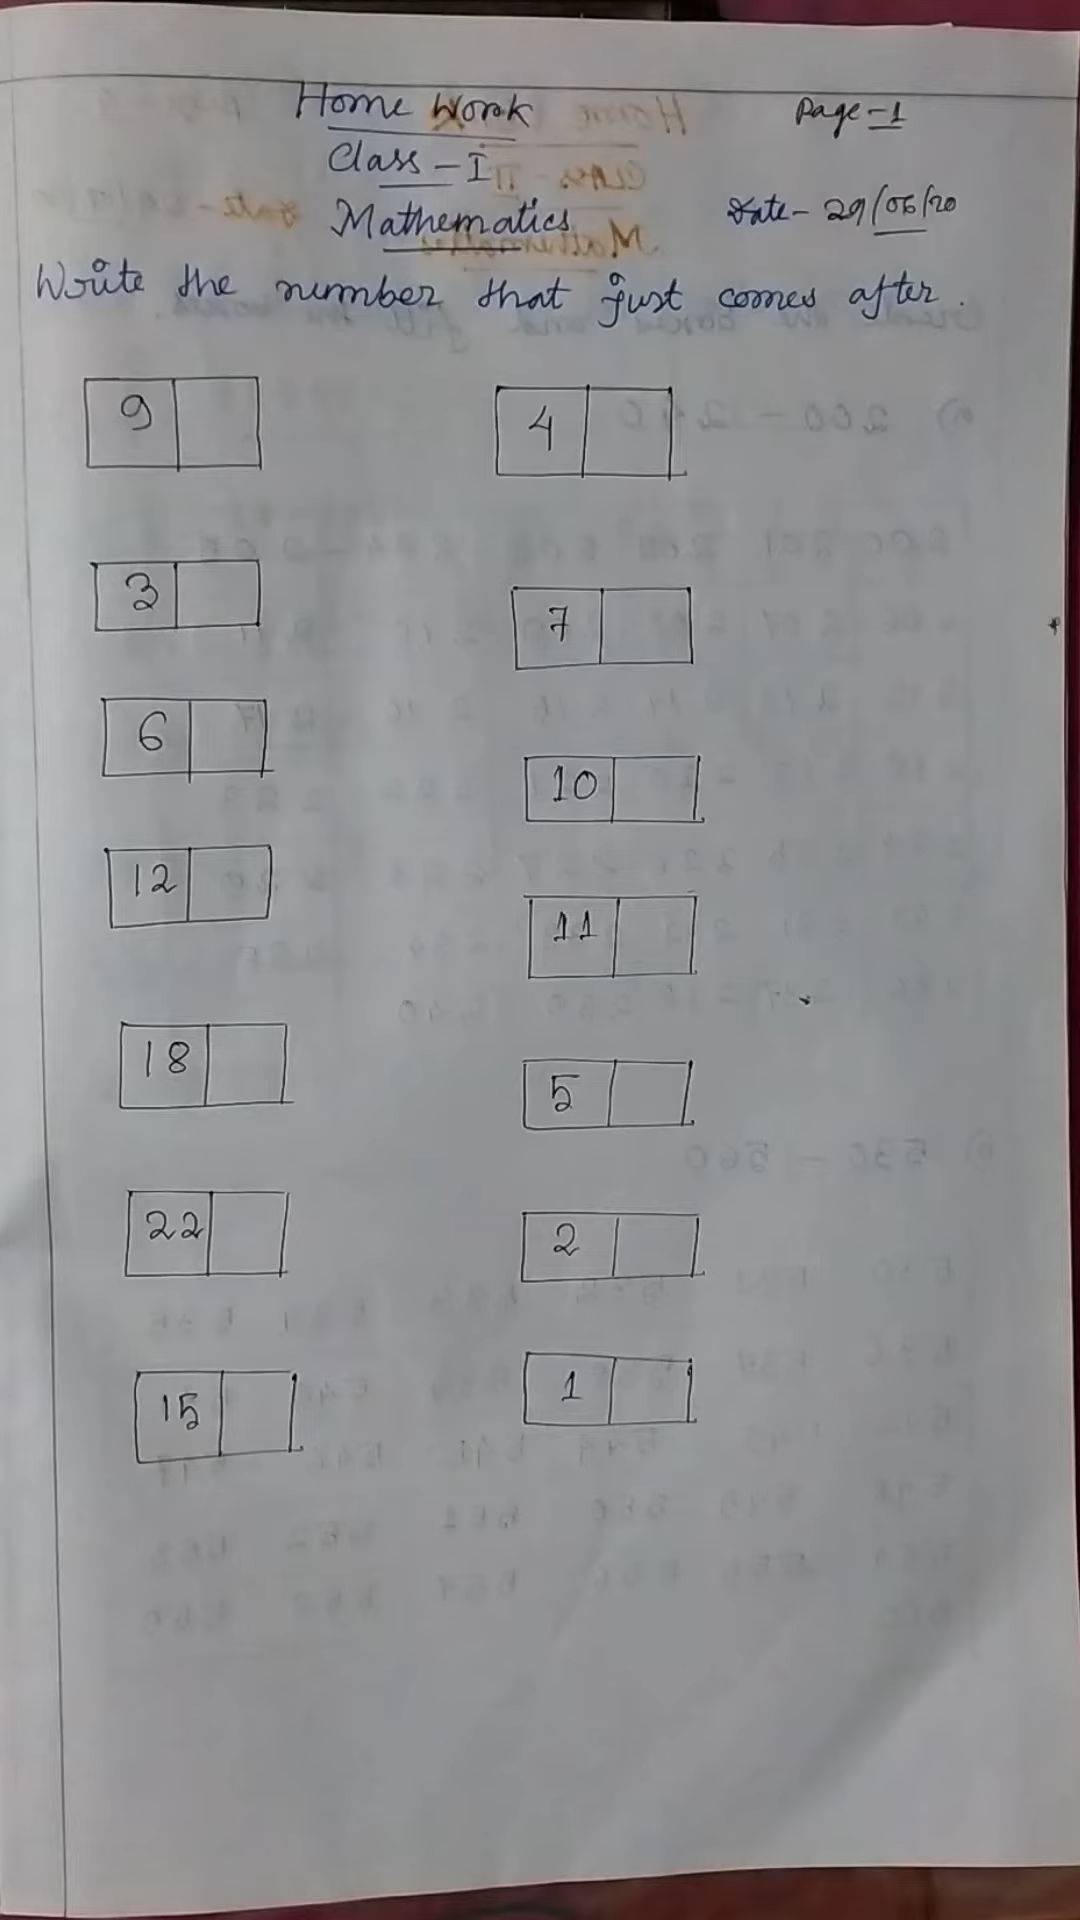 Home Work
Page-1
Class-I
Mathematics
Date-29/06/20
Write the number that just comes after.
9
4
3
7
6
10
12
11
18
5
22
2
15
1